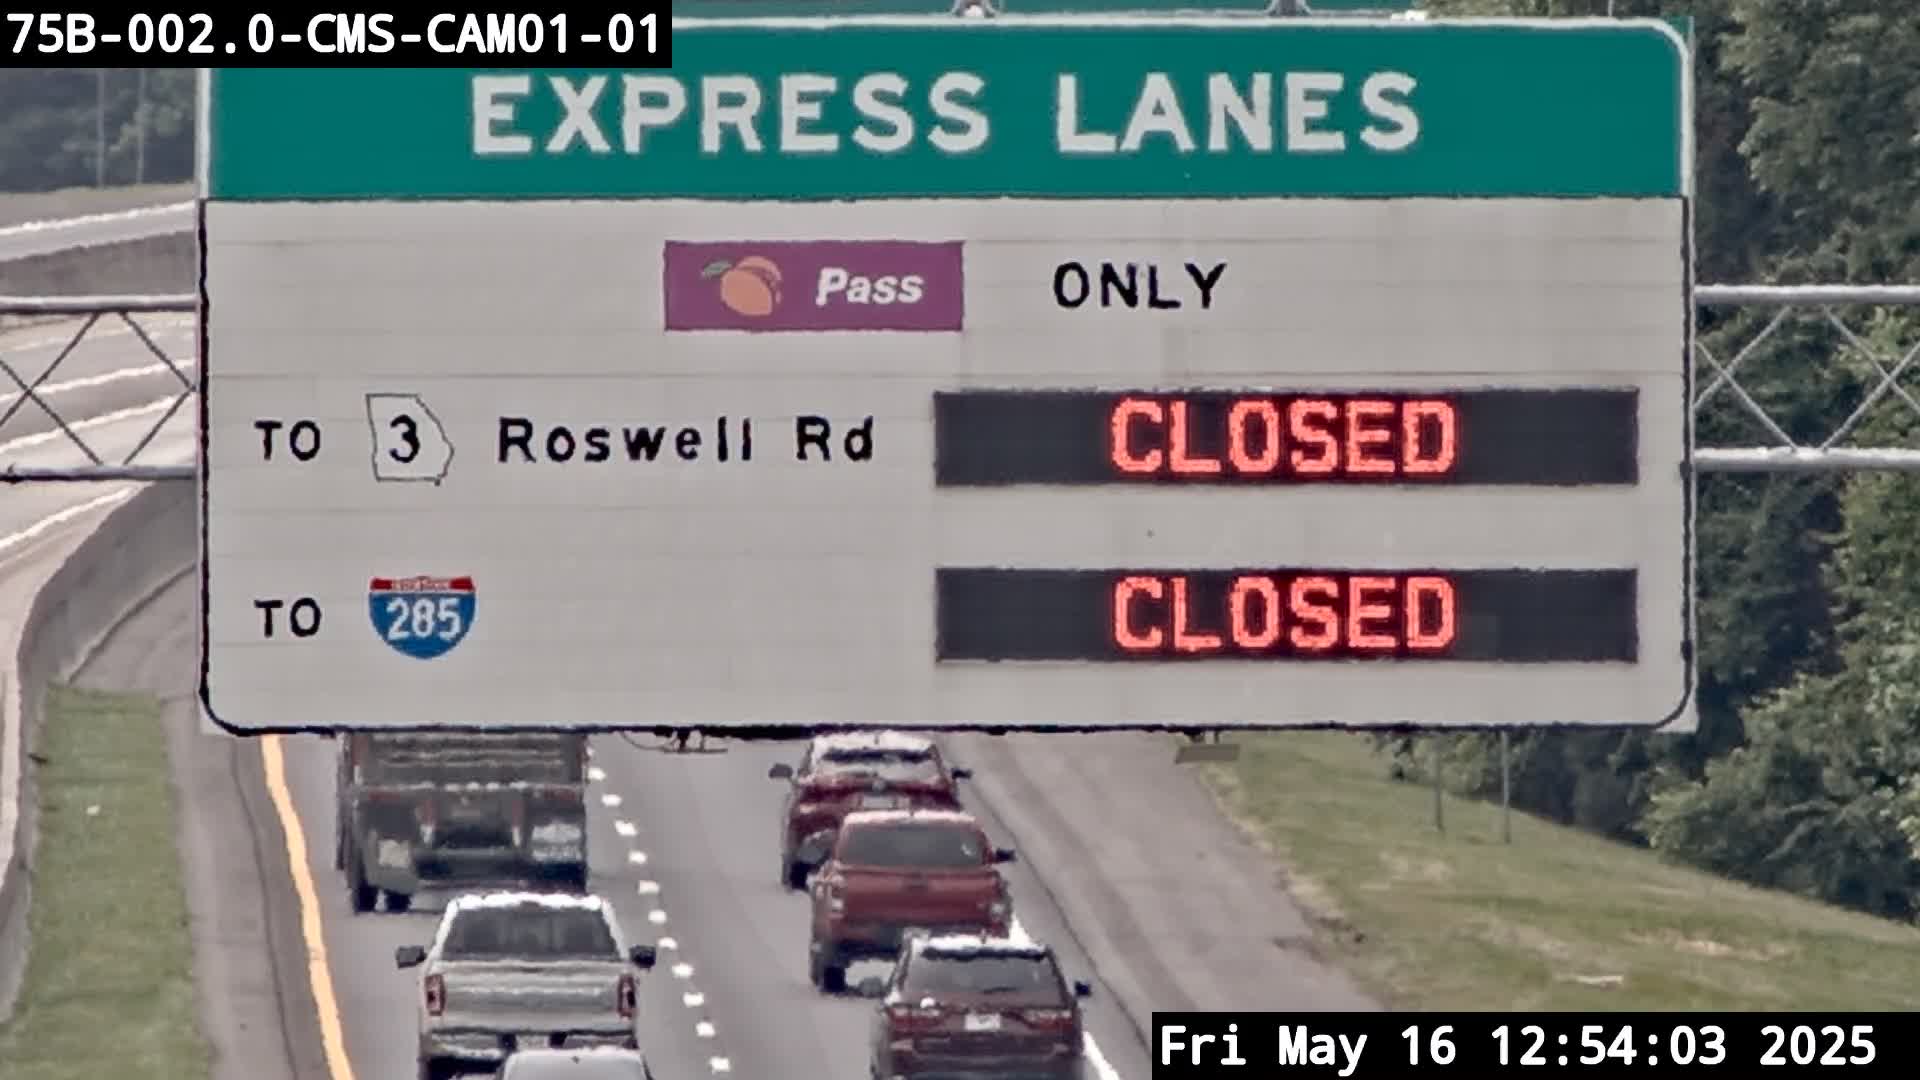 75B-002.0-CMS-CAM01-01
EXPRESS LANES
Pass ONLY
TO 3 Roswell Rd CLOSED
TO 285 CLOSED
Fri May 16 12:54:03 2025